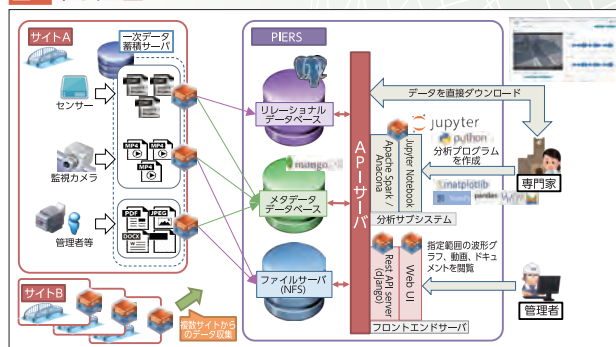 サイトA
一次データ
蓄積サーバ
センサー
監視カメラ
MP4
MP4
MP4
管理者等
PDF
JPEG
DOCX
サイトB
複数サイトから
のデータ収集
PIERS
リレーショナル
データベース
mongo
メタデータ
データベース
ファイルサーバ
(NFS)
APIサーバ
Apache Spark /
Anacona
Jupyter Notebook
分析サブシステム
Rest API server
(django)
Web UI
フロントエンドサーバ
データを直接ダウンロード
jupyter
python
分析プログラム
を作成
matplotlib
pandas
専門家
指定範囲の波形グ
ラフ、動画、ドキュ
メントを閲覧
管理者